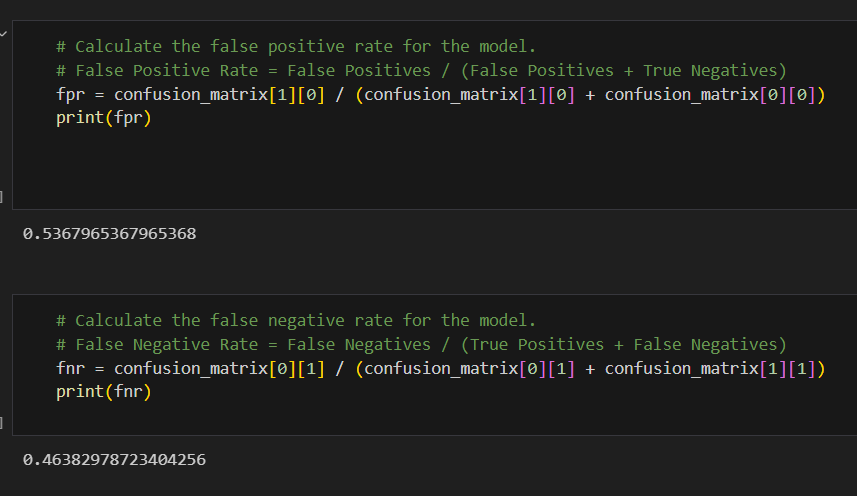 # Calculate the false positive rate for the model.
# False Positive Rate = False Positives / (False Positives + True Negatives)
fpr = confusion_matrix[1][0] / (confusion_matrix[1][0] + confusion_matrix[0][0])
print(fpr)
]
0.5367965367965368
# Calculate the false negative rate for the model.
# False Negative Rate = False Negatives / (True Positives + False Negatives)
fnr = confusion_matrix[0][1] / (confusion_matrix[0][1] + confusion_matrix[1][1])
print(fnr)
]
0.46382978723404256